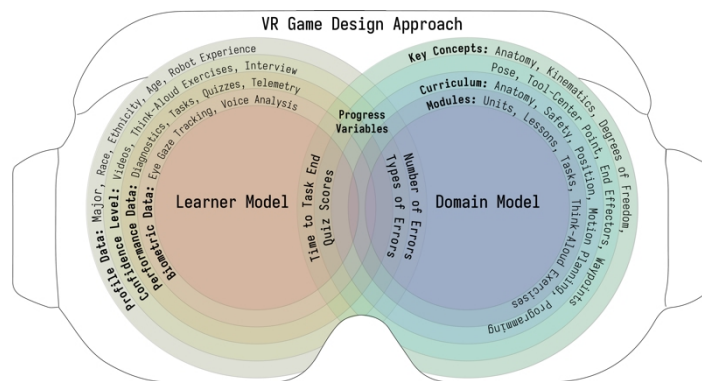 VR Game Design Approach
Profile Data: Major, Race, Ethnicity, Age, Robot Experience
Confidence Level: Videos, Think-Aloud Exercises, Interview
Performance Data: Diagnostics, Tasks, Quizzes, Telemetry
Biometric Data: Eye Gaze Tracking, Voice Analysis
Learner Model
Progress
Variables
Time to Task End
Quiz Scores
Number of Errors
Types of Errors
Key Concepts: Anatomy, Kinematics, Degrees of Freedom,
Pose, Tool-Center Point, End Effectors, Waypoints
Curriculum: Anatomy, Safety, Position, Motion Planning, Programming
Modules: Units, Lessons, Tasks, Think-Aloud Exercises
Domain Model